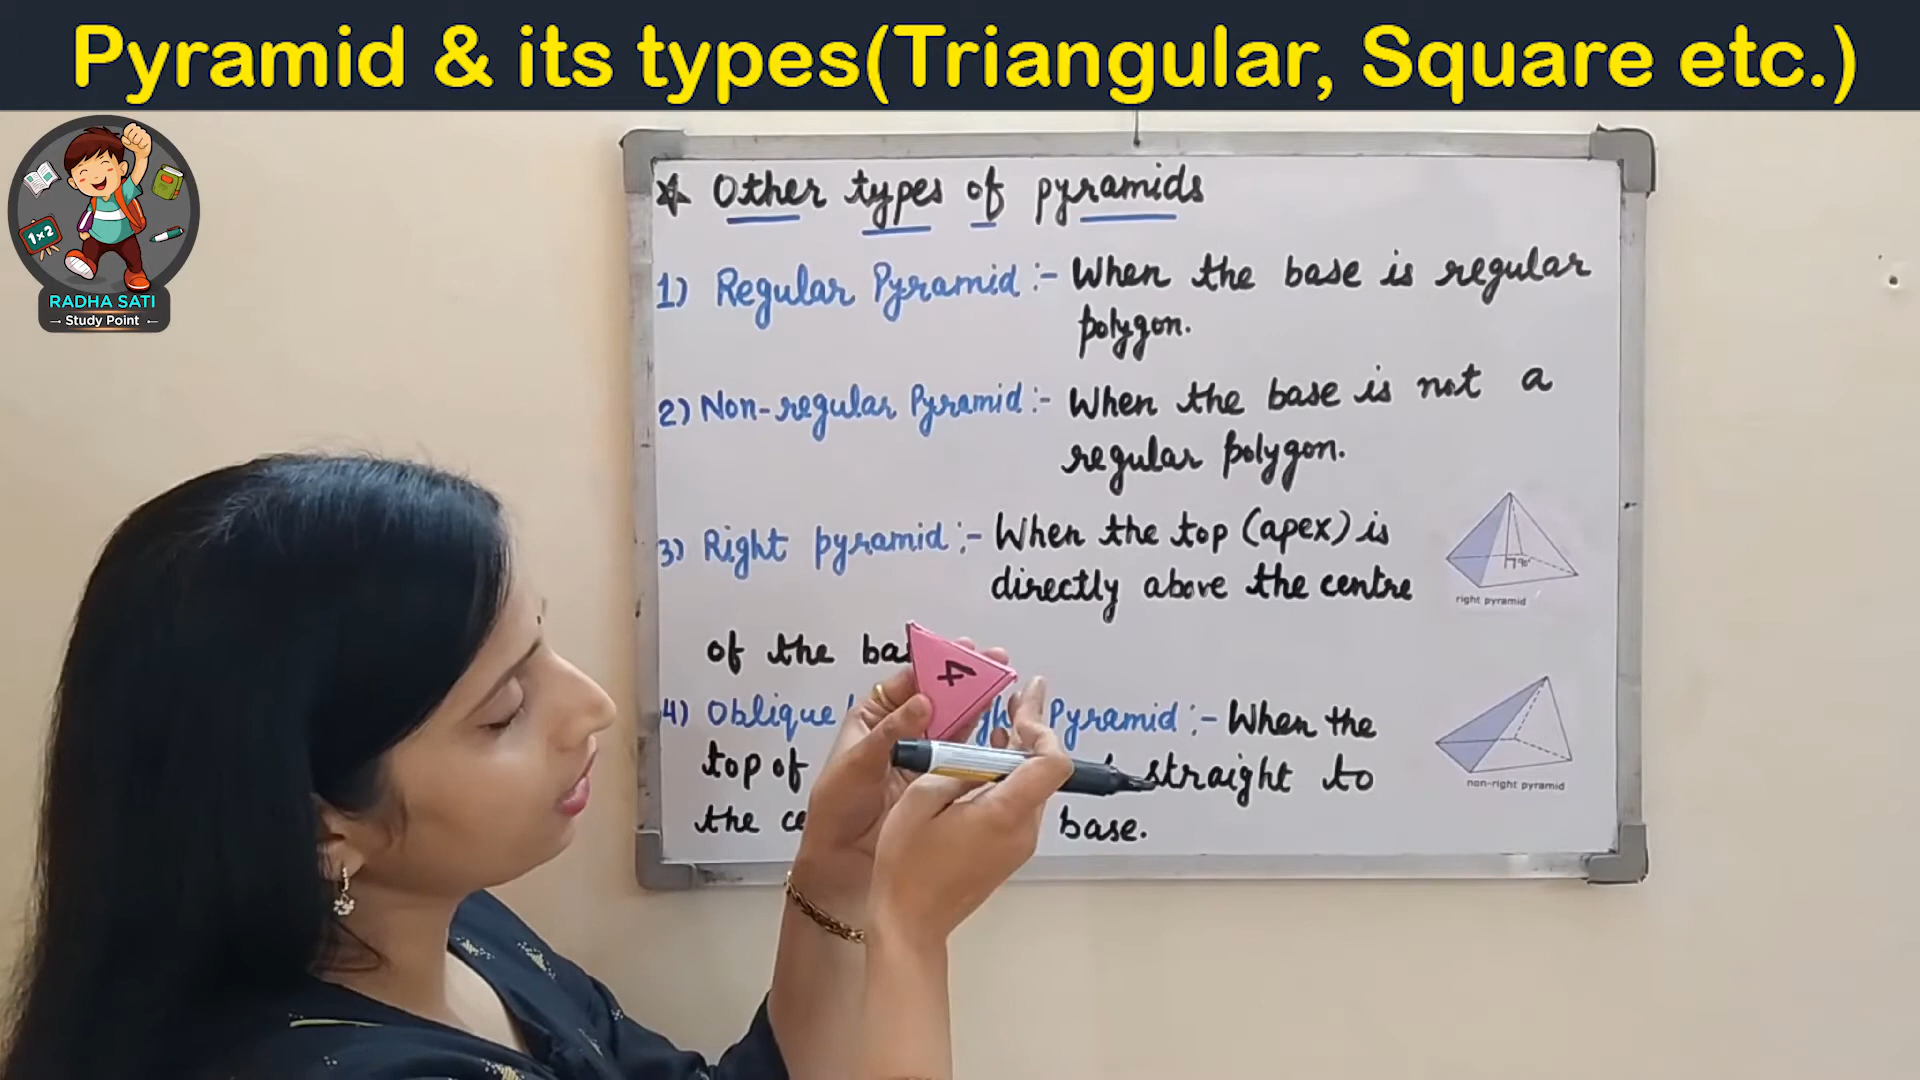 Pyramid & its types(Triangular, Square etc.)
1×2
RADHA SATI
Study Point
Other types of pyramids
1) Regular Pyramid :- When the base is regular
polygon.
2) Non-regular Pyramid :- When the base is not a
regular polygon.
3) Right pyramid :- When the top (apex) is
directly above the centre
90°
right pyramid
of the bas
4
4) Oblique Pyramid :- When the
top of straight to
the ce base.
non-right pyramid